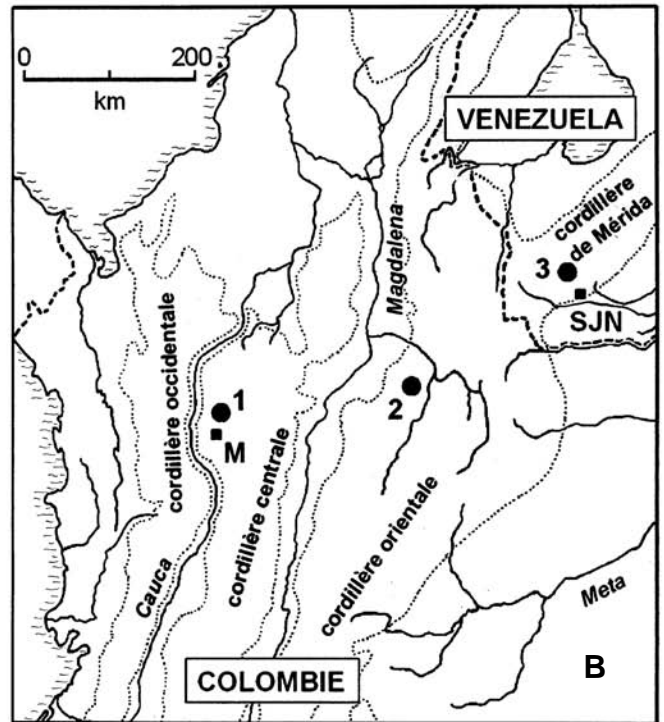 0 200
km
VENEZUELA
cordillère
de Mérida
3
SJN
Magdalena
cordillère occidentale
1
M
2
cordillère centrale
cordillère orientale
Cauca
Meta
COLOMBIE
B